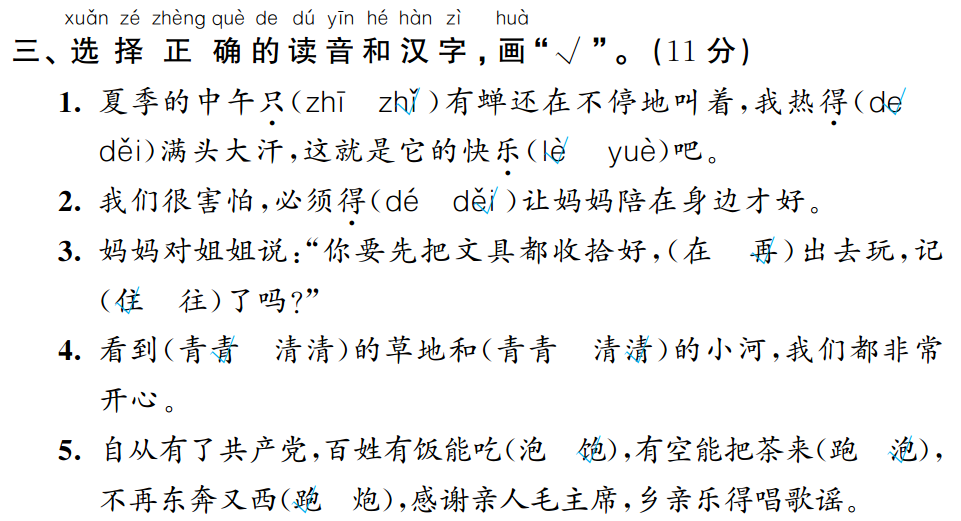 xuǎn zé zhèng què de dú yīn hé hàn zì huà
三、选择正确的读音和汉字,画“√”。(11分)
1. 夏季的中午只(zhī zhǐ√)有蝉还在不停地叫着,我热得(de√
děi)满头大汗,这就是它的快乐(lè√ yuè)吧。
2. 我们很害怕,必须得(dé děi√)让妈妈陪在身边才好。
3. 妈妈对姐姐说:“你要先把文具都收拾好,(在 再√)出去玩,记
(住√ 往)了吗?”
4. 看到(青青√ 清清)的草地和(青青 清清√)的小河,我们都非常
开心。
5. 自从有了共产党,百姓有饭能吃(泡 饱√),有空能把茶来(跑 泡√),
不再东奔又西(跑√ 炮),感谢亲人毛主席,乡亲乐得唱歌谣。